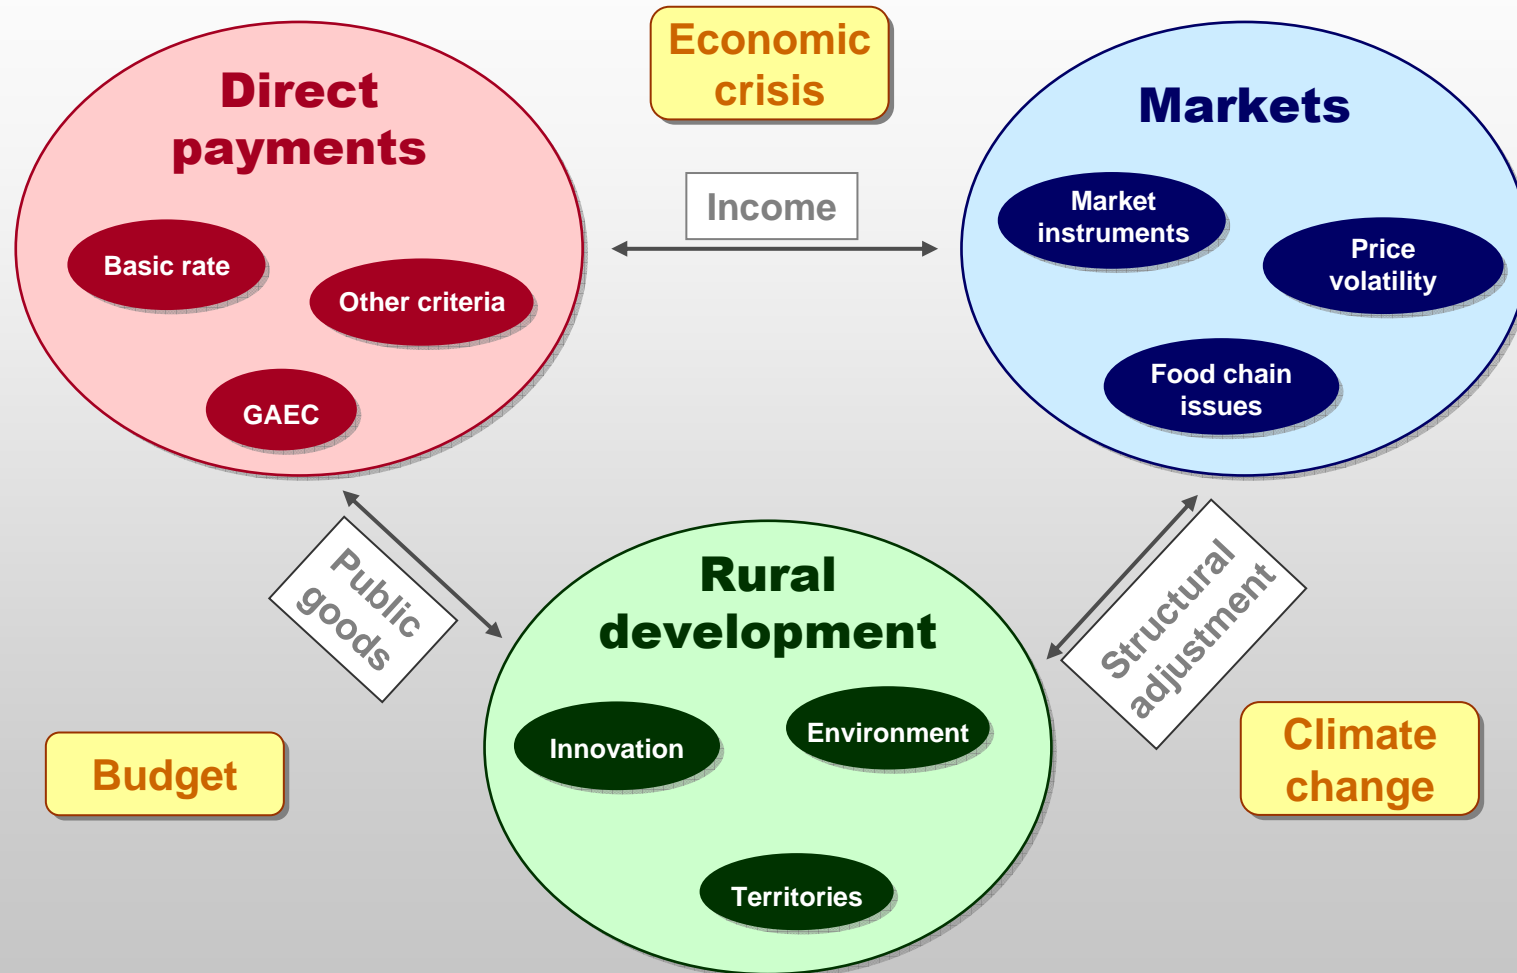 Economic
crisis
Direct
payments
Markets
Income
Market
instruments
Price
volatility
Basic rate
Other criteria
Food chain
issues
GAEC
Public
goods
Structural
adjustment
Rural
development
Innovation
Environment
Territories
Budget
Climate
change